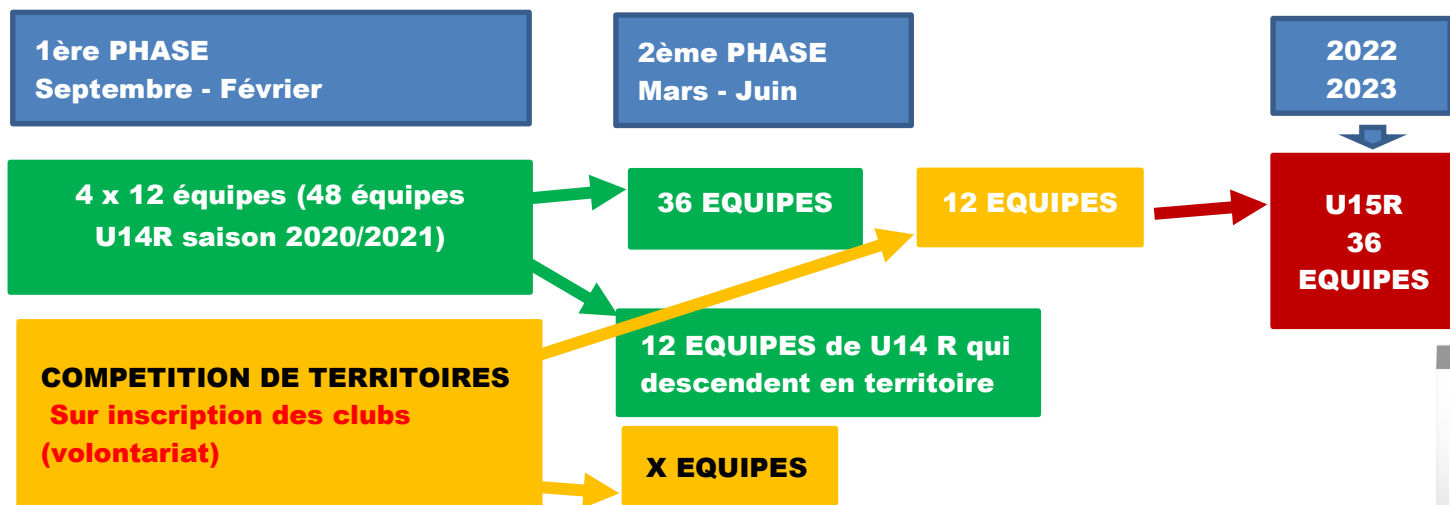 1ère PHASE
Septembre - Février
2ème PHASE
Mars - Juin
2022
2023
4 x 12 équipes (48 équipes
U14R saison 2020/2021)
36 EQUIPES
12 EQUIPES
U15R
36
EQUIPES
12 EQUIPES de U14 R qui
descendent en territoire
COMPETITION DE TERRITOIRES
Sur inscription des clubs
(volontariat)
X EQUIPES